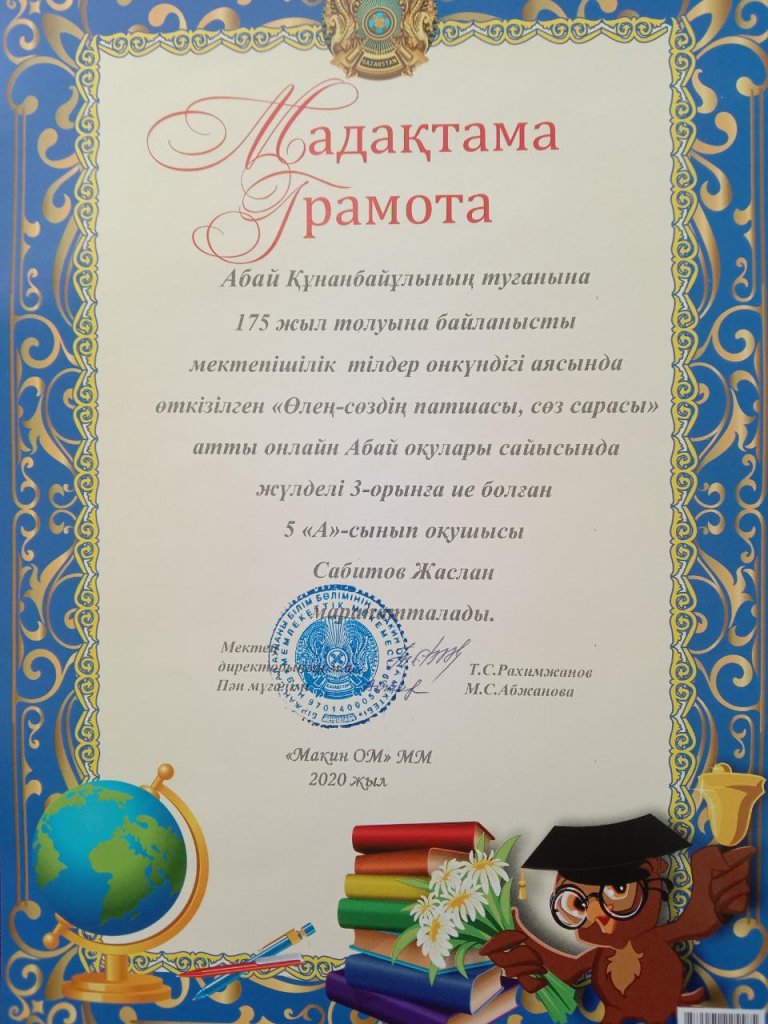 Мадақтама
Грамота
Абай Құнанбайұлының туғанына
175 жыл толуына байланысты
мектепішілік тілдер онкүндігі аясында
өткізілген «Өлең-сөздің патшасы, сөз сарасы»
атты онлайн Абай оқулары сайысында
жүлделі 3-орынға ие болған
5 «А»-сынып оқушысы
Сабитов Жаслан
марапатталады.
Мектеп
Т.С.Рахимжанов
Пән мұғалімі
М.С.Абжанова
«Мақин ОМ» ММ
2020 жыл